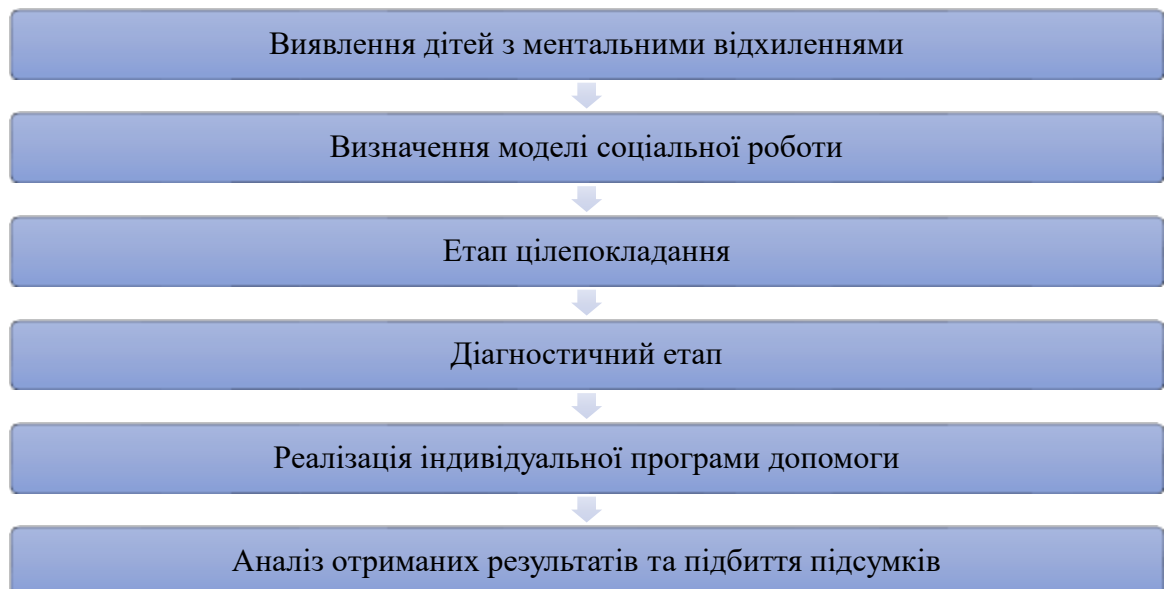 Виявлення дітей з ментальними відхиленнями
Визначення моделі соціальної роботи
Етап цілепокладання
Діагностичний етап
Реалізація індивідуальної програми допомоги
Аналіз отриманих результатів та підбиття підсумків